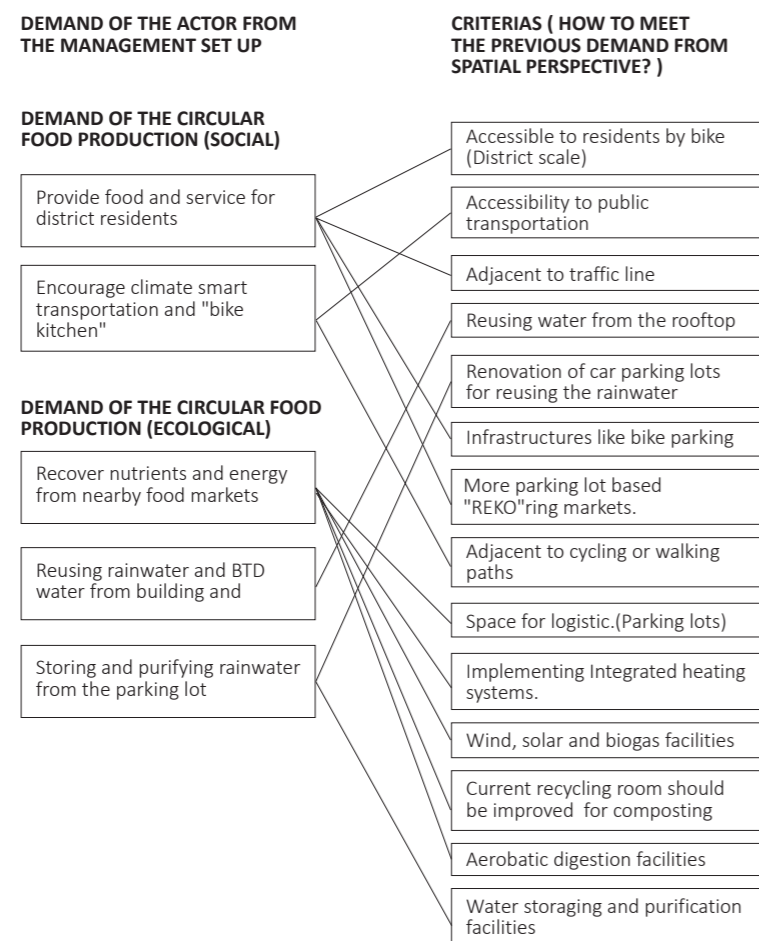 DEMAND OF THE ACTOR FROM
THE MANAGEMENT SET UP
DEMAND OF THE CIRCULAR
FOOD PRODUCTION (SOCIAL)
Provide food and service for
district residents
Encourage climate smart
transportation and "bike
kitchen"
DEMAND OF THE CIRCULAR FOOD
PRODUCTION (ECOLOGICAL)
Recover nutrients and energy
from nearby food markets
Reusing rainwater and BTD
water from building and
Storing and purifying rainwater
from the parking lot
CRITERIAS ( HOW TO MEET
THE PREVIOUS DEMAND FROM
SPATIAL PERSPECTIVE? )
Accessible to residents by bike
(District scale)
Accessibility to public
transportation
Adjacent to traffic line
Reusing water from the rooftop
Renovation of car parking lots
for reusing the rainwater
Infrastructures like bike parking
More parking lot based
"REKO"ring markets.
Adjacent to cycling or walking
paths
Space for logistic.(Parking lots)
Implementing Integrated heating
systems.
Wind, solar and biogas facilities
Current recycling room should
be improved  for composting
Aerobatic digestion facilities
Water storaging and purification
facilities